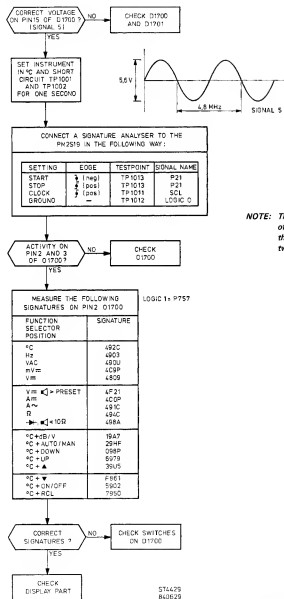 CORRECT VOLTAGE
ON PIN15 OF D1700 ?
(SIGNAL 5)
NO
CHECK D1700
AND D1701
YES
SET INSTRUMENT
IN °C AND SHORT
CIRCUIT TP1001
AND TP1002
FOR ONE SECOND
5,6 V
4,8 MHz
SIGNAL 5
CONNECT A SIGNATURE ANALYSER TO THE
PM2519 IN THE FOLLOWING WAY:
SETTING EDGE TESTPOINT SIGNAL NAME
START (neg) TP1013 P21
STOP (pos) TP1013 P21
CLOCK (pos) TP1011 SCL
GROUND – TP1012 LOGIC 0
NOTE:
ACTIVITY ON
PIN2 AND 3
OF D1700?
NO
CHECK
D1700
YES
MEASURE THE FOLLOWING
SIGNATURES ON PIN2 D1700
LOGIC 1= P757
FUNCTION SELECTOR POSITION SIGNATURE
°C 492C
Hz 4903
VAC 490U
mV⎓ 4C9P
V⎓ 4809
V⎓ > PRESET 4F21
A⎓ 4C0P
A~ 491C
Ω 494C
< 10Ω 498A
°C+dB/V 19A7
°C + AUTO/MAN 29HF
°C + DOWN 098P
°C + UP 6979
°C + ▲ 39U5
°C + ▼ F861
°C + ON/OFF 5902
°C + RCL 7950
CORRECT
SIGNATURES ?
NO
CHECK SWITCHES
ON D1700
YES
CHECK
DISPLAY PART
ST4429
840629